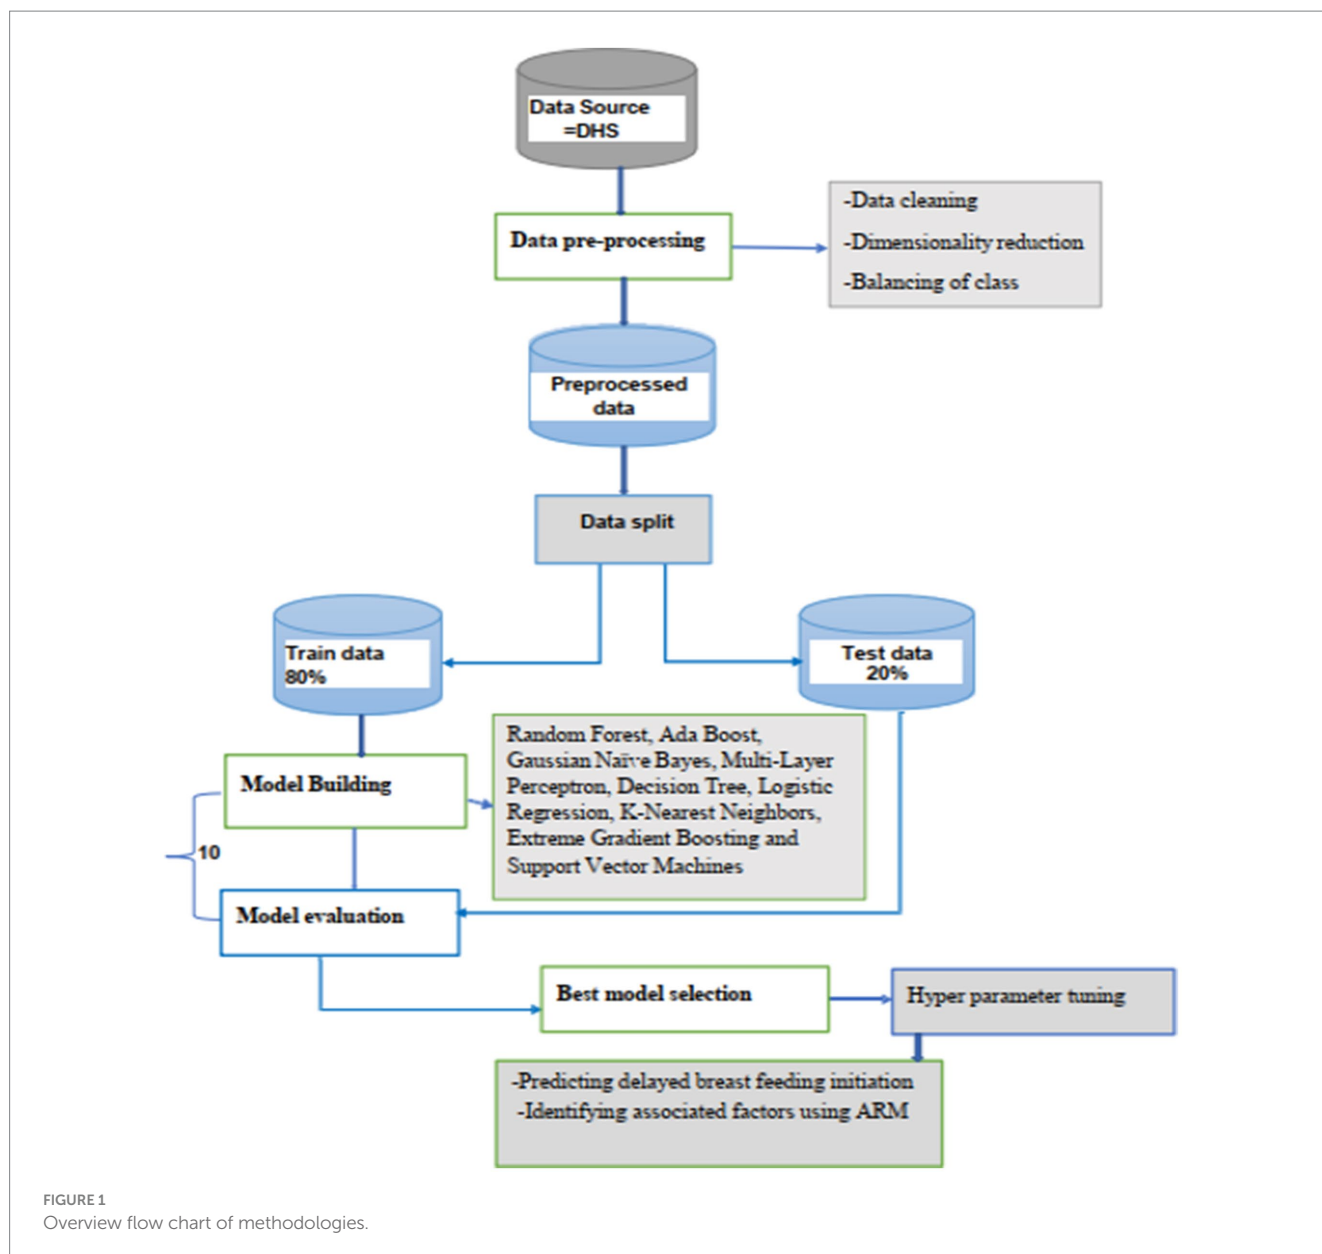 Data Source
=DHS
Data pre-processing
-Data cleaning
-Dimensionality reduction
-Balancing of class
Preprocessed
data
Data split
Train data
80%
Test data
20%
Model Building
Random Forest, Ada Boost,
Gaussian Naïve Bayes, Multi-Layer
Perceptron, Decision Tree, Logistic
Regression, K-Nearest Neighbors,
Extreme Gradient Boosting and
Support Vector Machines
10
Model evaluation
Best model selection
Hyper parameter tuning
-Predicting delayed breast feeding initiation
-Identifying associated factors using ARM
FIGURE 1
Overview flow chart of methodologies.